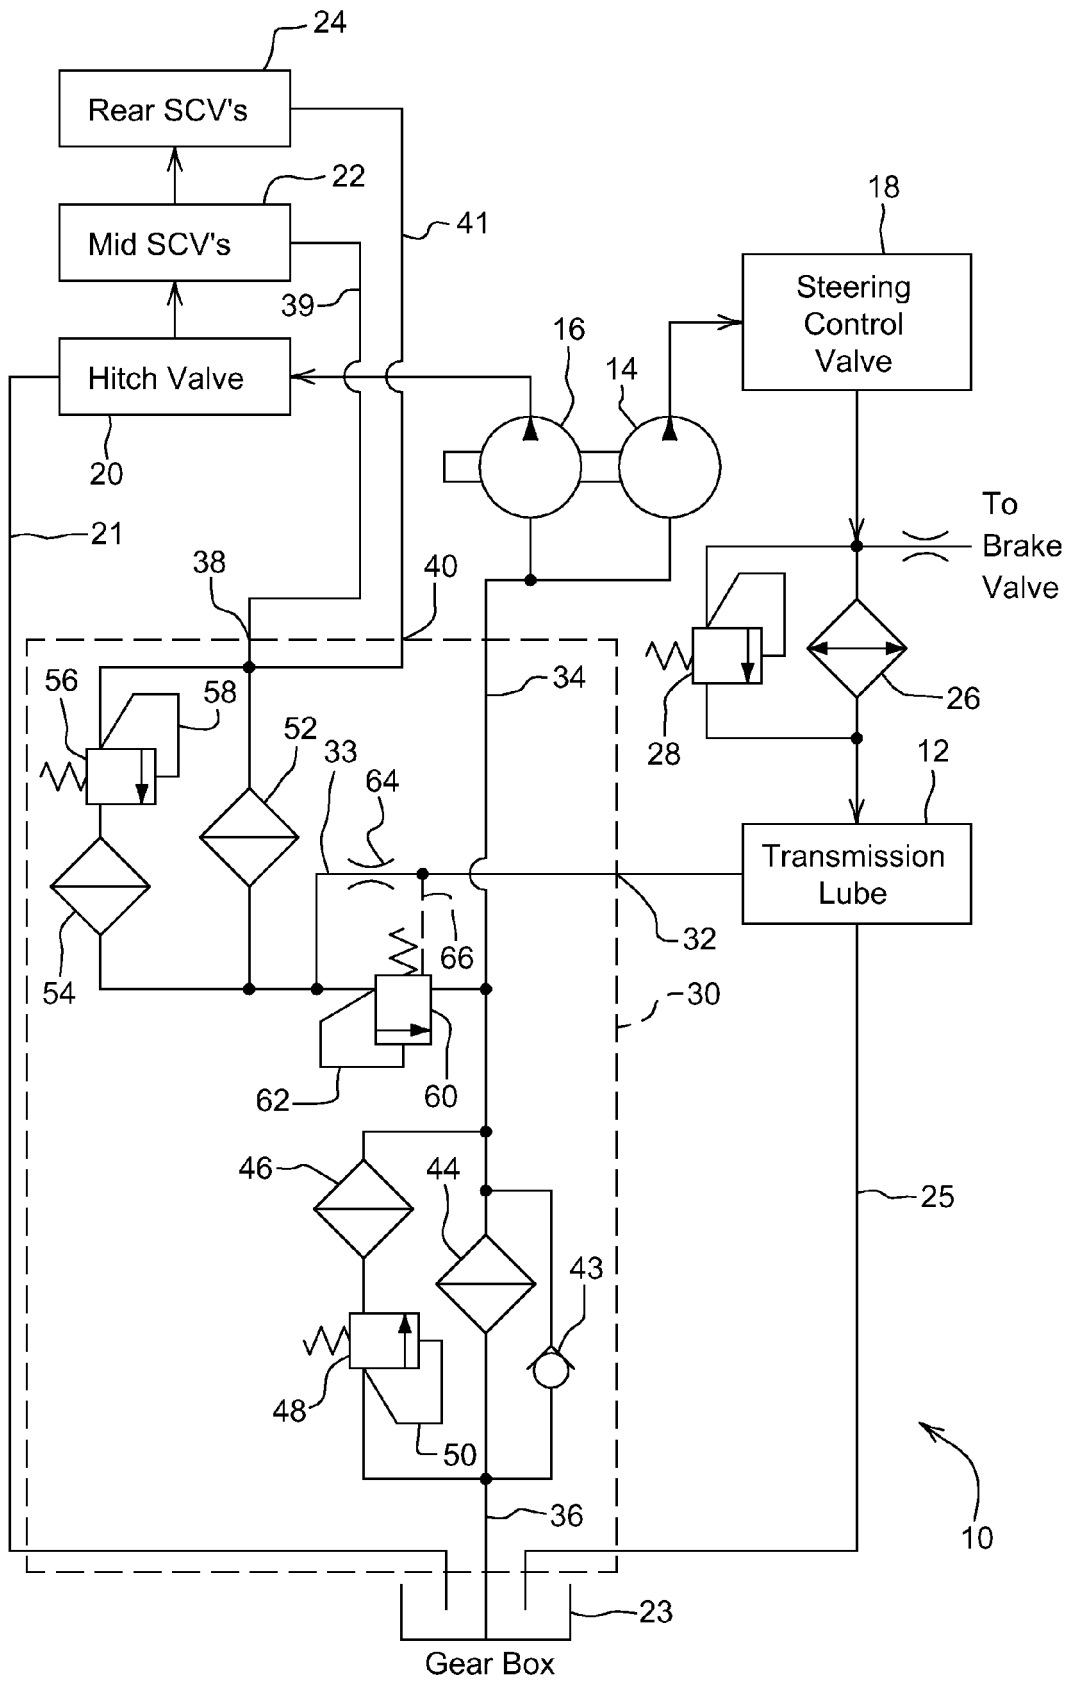 24
Rear SCV's
22
Mid SCV's
41
39
18
Steering
Control
Valve
16
14
Hitch Valve
20
21
To
Brake
Valve
38
40
56
58
34
28
26
52
33
64
12
Transmission
Lube
66
32
54
30
62
60
46
44
25
43
48
50
36
10
23
Gear Box